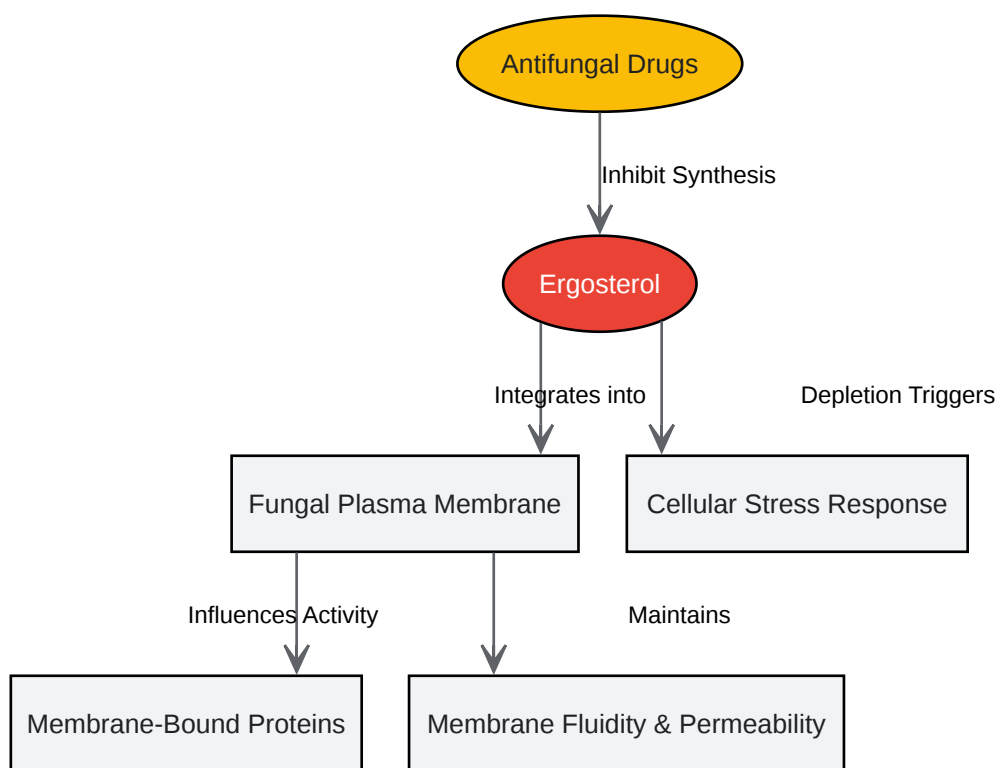 Antifungal Drugs
Inhibit Synthesis
Ergosterol
Integrates into
Depletion Triggers
Fungal Plasma Membrane
Cellular Stress Response
Influences Activity
Maintains
Membrane-Bound Proteins
Membrane Fluidity & Permeability